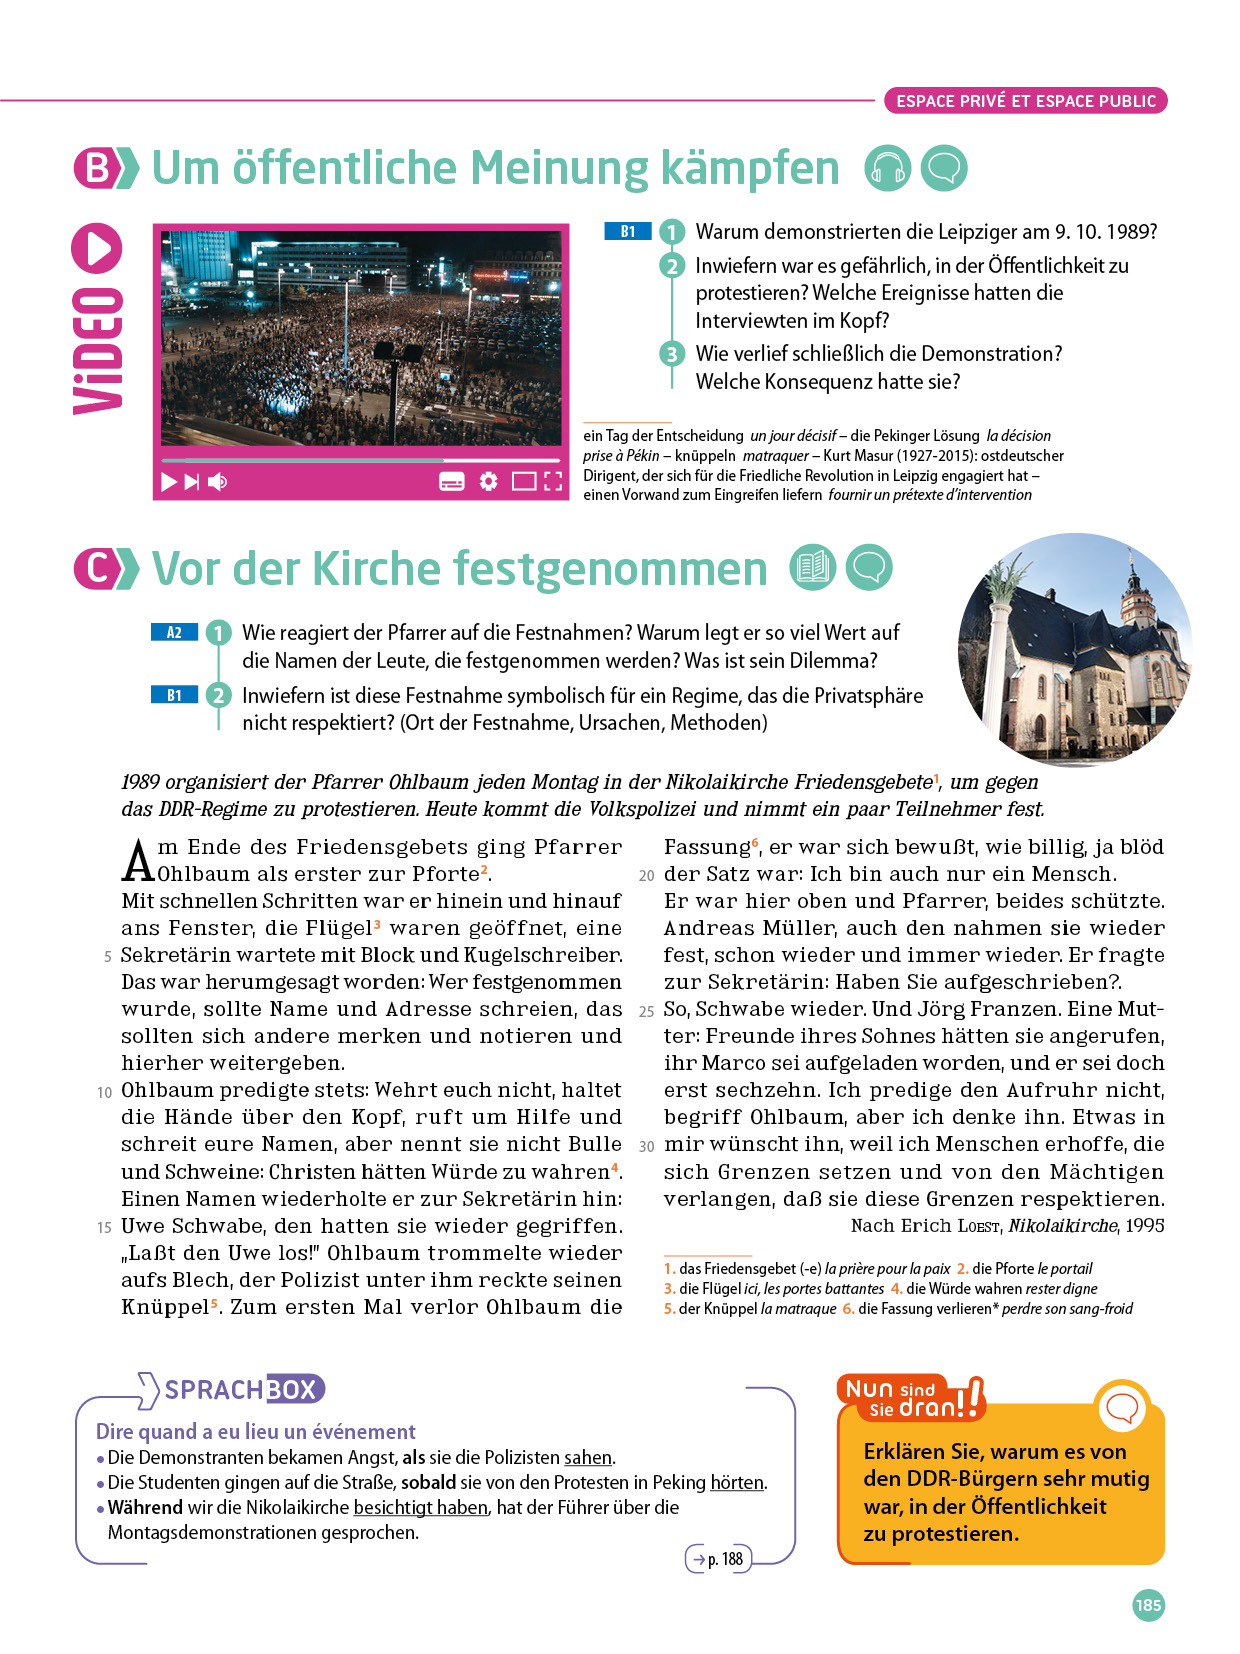 ESPACE PRIVÉ ET ESPACE PUBLIC
B Um öffentliche Meinung kämpfen
ViDEO
B1 1 Warum demonstrierten die Leipziger am 9. 10. 1989?
2 Inwiefern war es gefährlich, in der Öffentlichkeit zu
protestieren? Welche Ereignisse hatten die
Interviewten im Kopf?
3 Wie verlief schließlich die Demonstration?
Welche Konsequenz hatte sie?
ein Tag der Entscheidung un jour décisif – die Pekinger Lösung la décision
prise à Pékin – knüppeln matraquer – Kurt Masur (1927-2015): ostdeutscher
Dirigent, der sich für die Friedliche Revolution in Leipzig engagiert hat –
einen Vorwand zum Eingreifen liefern fournir un prétexte d'intervention
C Vor der Kirche festgenommen
A2 1 Wie reagiert der Pfarrer auf die Festnahmen? Warum legt er so viel Wert auf
die Namen der Leute, die festgenommen werden? Was ist sein Dilemma?
B1 2 Inwiefern ist diese Festnahme symbolisch für ein Regime, das die Privatsphäre
nicht respektiert? (Ort der Festnahme, Ursachen, Methoden)
1989 organisiert der Pfarrer Ohlbaum jeden Montag in der Nikolaikirche Friedensgebete1, um gegen
das DDR-Regime zu protestieren. Heute kommt die Volkspolizei und nimmt ein paar Teilnehmer fest.
Am Ende des Friedensgebets ging Pfarrer
Ohlbaum als erster zur Pforte2.
Mit schnellen Schritten war er hinein und hinauf
ans Fenster, die Flügel3 waren geöffnet, eine
5 Sekretärin wartete mit Block und Kugelschreiber.
Das war herumgesagt worden: Wer festgenommen
wurde, sollte Name und Adresse schreien, das
sollten sich andere merken und notieren und
hierher weitergeben.
10 Ohlbaum predigte stets: Wehrt euch nicht, haltet
die Hände über den Kopf, ruft um Hilfe und
schreit eure Namen, aber nennt sie nicht Bulle
und Schweine: Christen hätten Würde zu wahren4.
Einen Namen wiederholte er zur Sekretärin hin:
15 Uwe Schwabe, den hatten sie wieder gegriffen.
„Laßt den Uwe los!" Ohlbaum trommelte wieder
aufs Blech, der Polizist unter ihm reckte seinen
Knüppel5. Zum ersten Mal verlor Ohlbaum die
Fassung6, er war sich bewußt, wie billig, ja blöd
20 der Satz war: Ich bin auch nur ein Mensch.
Er war hier oben und Pfarrer, beides schützte.
Andreas Müller, auch den nahmen sie wieder
fest, schon wieder und immer wieder. Er fragte
zur Sekretärin: Haben Sie aufgeschrieben?.
25 So, Schwabe wieder. Und Jörg Franzen. Eine Mut-
ter: Freunde ihres Sohnes hätten sie angerufen,
ihr Marco sei aufgeladen worden, und er sei doch
erst sechzehn. Ich predige den Aufruhr nicht,
begriff Ohlbaum, aber ich denke ihn. Etwas in
30 mir wünscht ihn, weil ich Menschen erhoffe, die
sich Grenzen setzen und von den Mächtigen
verlangen, daß sie diese Grenzen respektieren.
Nach Erich Loest, Nikolaikirche, 1995
1. das Friedensgebet (-e) la prière pour la paix 2. die Pforte le portail
3. die Flügel ici, les portes battantes 4. die Würde wahren rester digne
5. der Knüppel la matraque 6. die Fassung verlieren* perdre son sang-froid
SPRACHBOX
Dire quand a eu lieu un événement
• Die Demonstranten bekamen Angst, als sie die Polizisten sahen.
• Die Studenten gingen auf die Straße, sobald sie von den Protesten in Peking hörten.
• Während wir die Nikolaikirche besichtigt haben, hat der Führer über die
Montagsdemonstrationen gesprochen.
→ p. 188
Nun sind
Sie dran!!
Erklären Sie, warum es von
den DDR-Bürgern sehr mutig
war, in der Öffentlichkeit
zu protestieren.
185